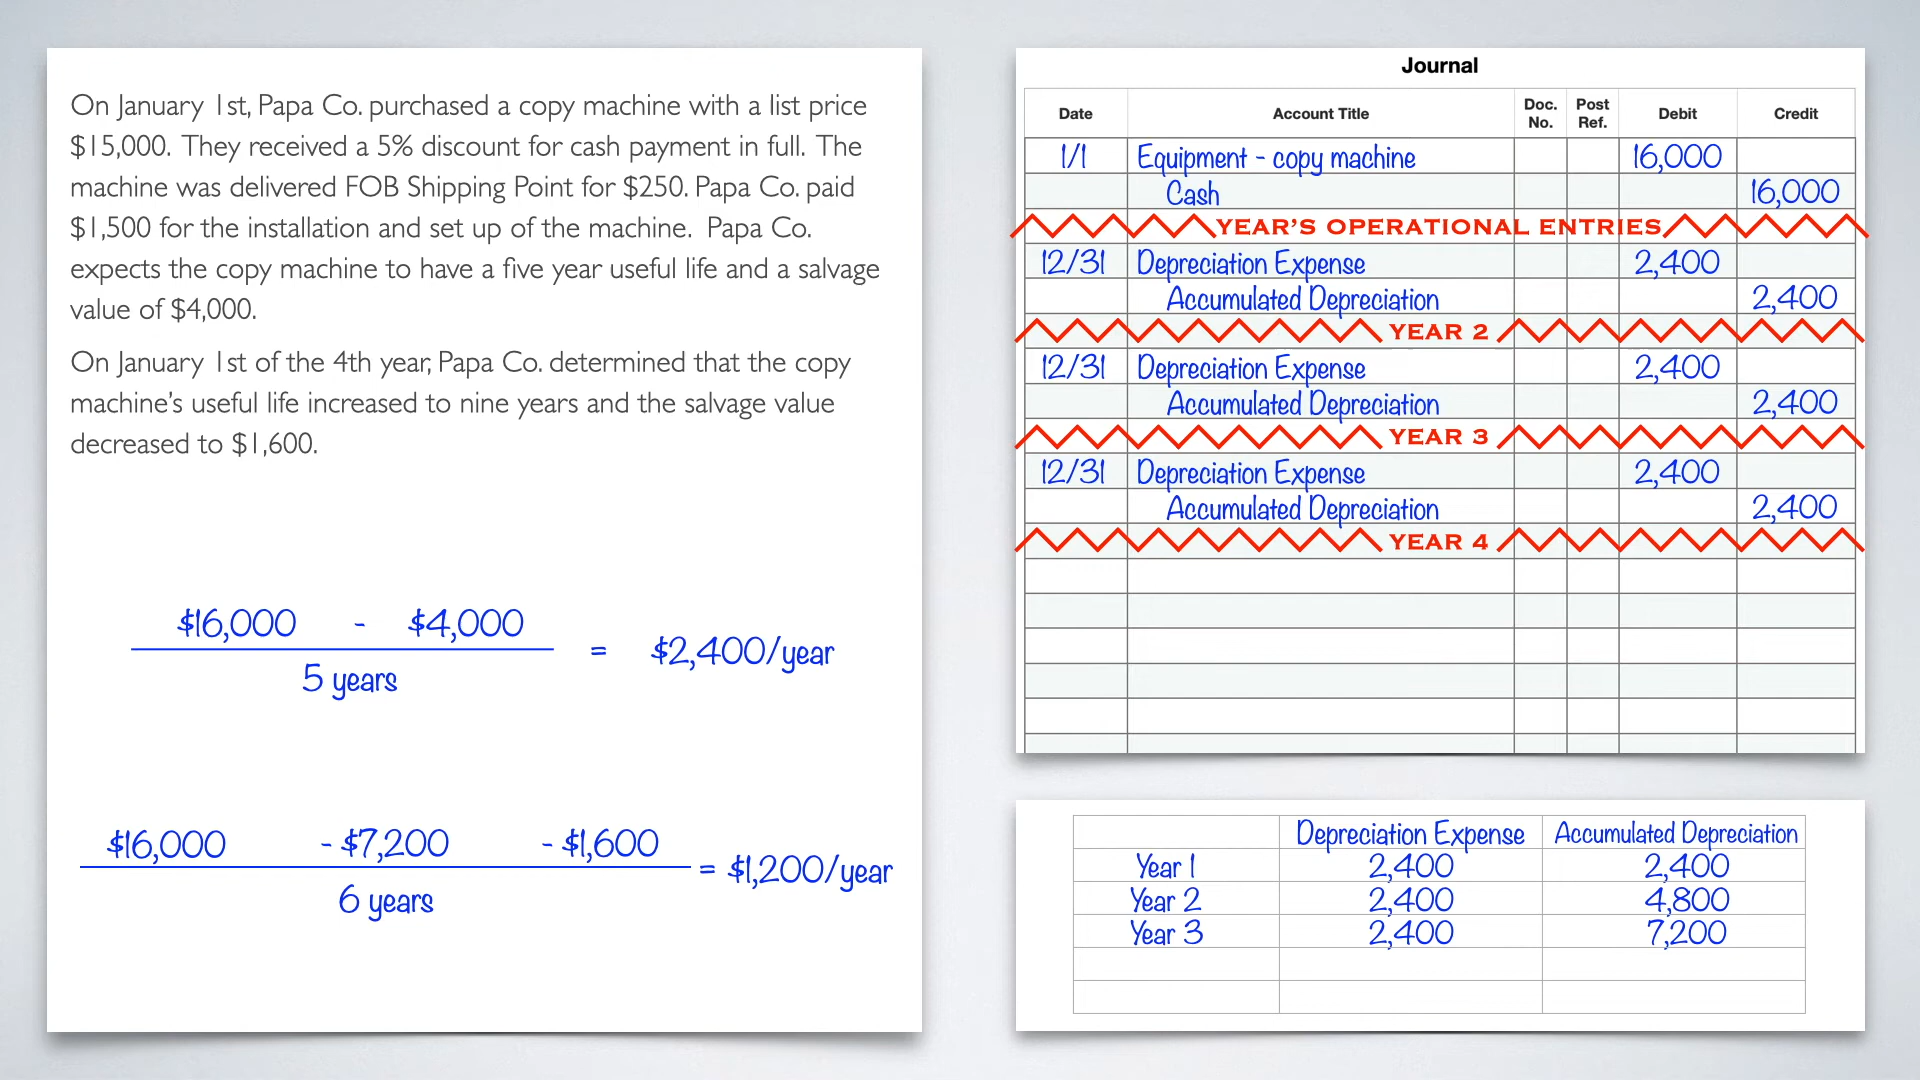 On January 1st, Papa Co. purchased a copy machine with a list price
$15,000. They received a 5% discount for cash payment in full. The
machine was delivered FOB Shipping Point for $250. Papa Co. paid
$1,500 for the installation and set up of the machine. Papa Co.
expects the copy machine to have a five year useful life and a salvage
value of $4,000.
On January 1st of the 4th year, Papa Co. determined that the copy
machine's useful life increased to nine years and the salvage value
decreased to $1,600.
$16,000 - $4,000
5 years
= $2,400/year
$16,000 - $7,200 - $1,600
6 years
= $1,200/year
Journal
Date Account Title Doc. No. Post Ref. Debit Credit
1/1 Equipment - copy machine 16,000
Cash 16,000
YEAR'S OPERATIONAL ENTRIES
12/31 Depreciation Expense 2,400
Accumulated Depreciation 2,400
YEAR 2
12/31 Depreciation Expense 2,400
Accumulated Depreciation 2,400
YEAR 3
12/31 Depreciation Expense 2,400
Accumulated Depreciation 2,400
YEAR 4
Depreciation Expense Accumulated Depreciation
Year 1 2,400 2,400
Year 2 2,400 4,800
Year 3 2,400 7,200